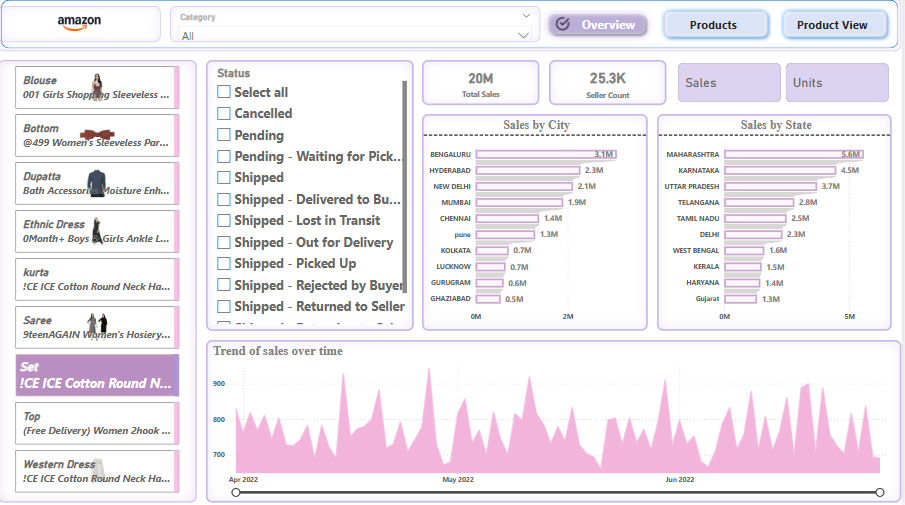 amazon
Category
All
Overview
Products
Product View
Blouse
001 Girls Shopping Sleeveless ...
Bottom
@499 Women's Sleeveless Par...
Dupatta
Bath Accessories Moisture Enh...
Ethnic Dress
0Month+ Boys & Girls Ankle L...
kurta
!CE ICE Cotton Round Neck Ha...
Saree
9teenAGAIN Women's Hosiery...
Set
!CE ICE Cotton Round N...
Top
(Free Delivery) Women 2hook ...
Western Dress
!CE ICE Cotton Round Neck Ha...
Status
Select all
Cancelled
Pending
Pending - Waiting for Pick...
Shipped
Shipped - Delivered to Bu...
Shipped - Lost in Transit
Shipped - Out for Delivery
Shipped - Picked Up
Shipped - Rejected by Buyer
Shipped - Returned to Seller
20M
Total Sales
25.3K
Seller Count
Sales
Units
Sales by City
BENGALURU 3.1M
HYDERABAD 2.3M
NEW DELHI 2.1M
MUMBAI 1.9M
CHENNAI 1.4M
pune 1.3M
KOLKATA 0.7M
LUCKNOW 0.7M
GURUGRAM 0.6M
GHAZIABAD 0.5M
0M 2M
Sales by State
MAHARASHTRA 5.6M
KARNATAKA 4.5M
UTTAR PRADESH 3.7M
TELANGANA 2.8M
TAMIL NADU 2.5M
DELHI 2.3M
WEST BENGAL 1.6M
KERALA 1.5M
HARYANA 1.4M
Gujarat 1.3M
0M 5M
Trend of sales over time
900
800
700
Apr 2022 May 2022 Jun 2022